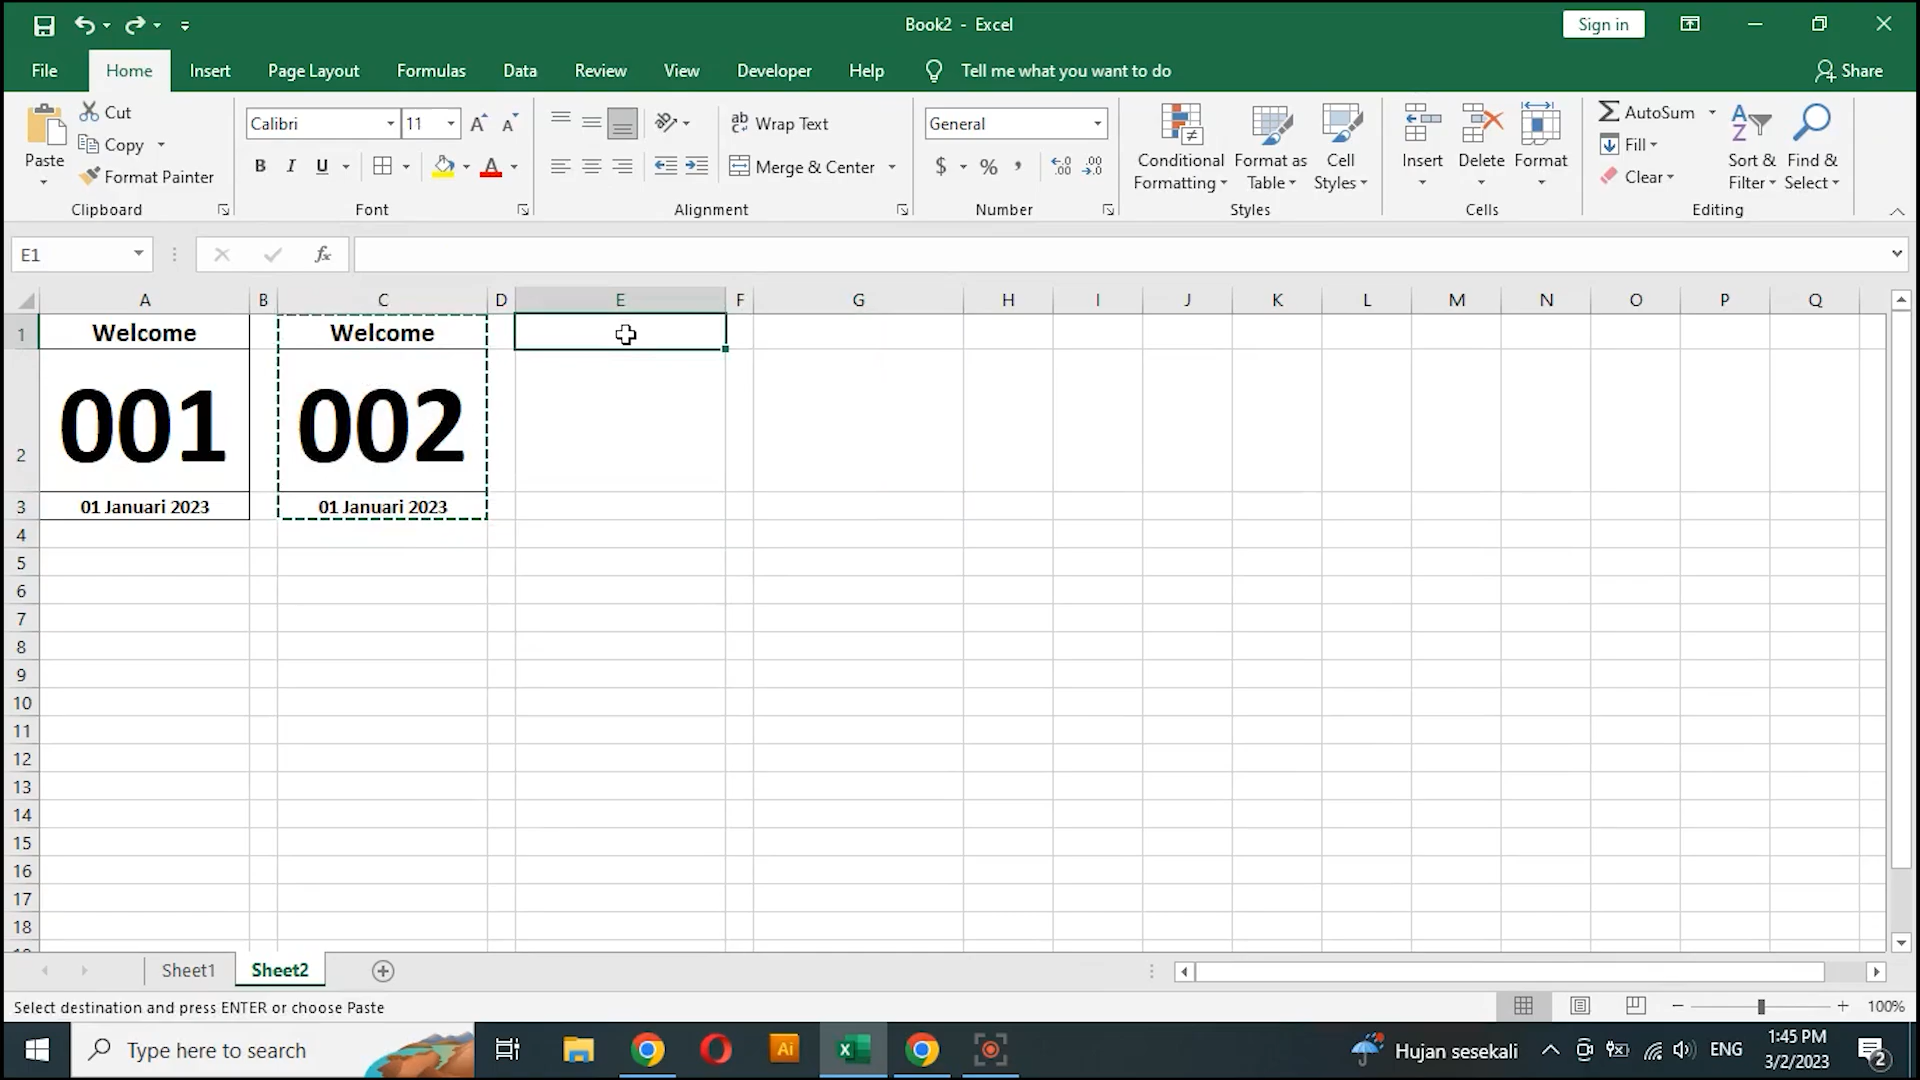 Book2 - Excel
Sign in
File Home Insert Page Layout Formulas Data Review View Developer Help Tell me what you want to do Share
Paste
Cut
Copy
Format Painter
Clipboard
Calibri 11
B I U
Font
Wrap Text
Merge & Center
Alignment
General
$ % ,
Number
Conditional Formatting
Format as Table
Cell Styles
Styles
Insert Delete Format
Cells
AutoSum
Fill
Clear
Sort & Filter
Find & Select
Editing
E1 fx
A B C D E F G H I J K L M N O P Q
1 Welcome Welcome
2 001 002
3 01 Januari 2023 01 Januari 2023
4
5
6
7
8
9
10
11
12
13
14
15
16
17
18
Sheet1 Sheet2
Select destination and press ENTER or choose Paste
100%
Type here to search
Ai
Hujan sesekali
ENG
1:45 PM
3/2/2023
2